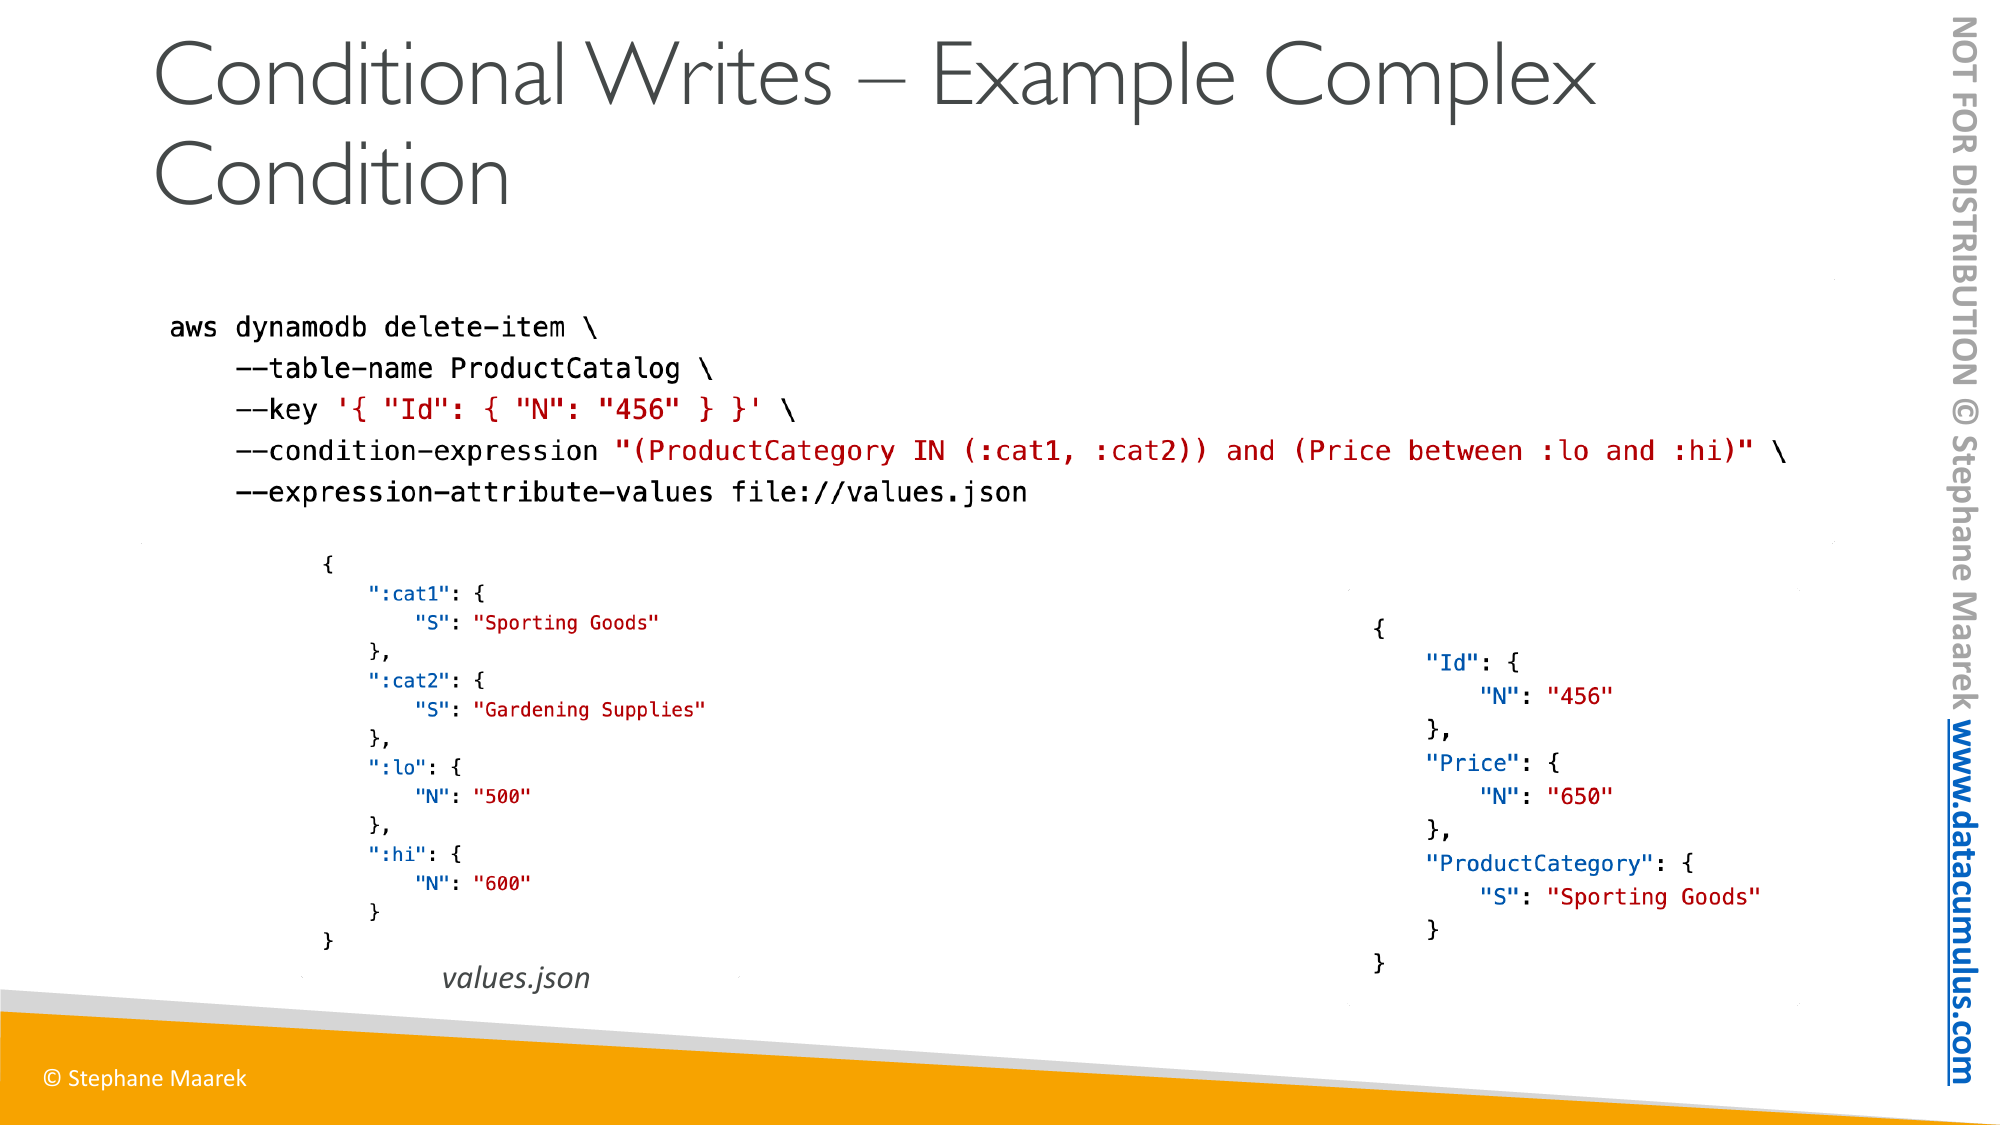 Conditional Writes – Example Complex
Condition
aws dynamodb delete-item \
--table-name ProductCatalog \
--key '{ "Id": { "N": "456" } }' \
--condition-expression "(ProductCategory IN (:cat1, :cat2)) and (Price between :lo and :hi)" \
--expression-attribute-values file://values.json
{
":cat1": {
"S": "Sporting Goods"
},
":cat2": {
"S": "Gardening Supplies"
},
":lo": {
"N": "500"
},
":hi": {
"N": "600"
}
}
values.json
{
"Id": {
"N": "456"
},
"Price": {
"N": "650"
},
"ProductCategory": {
"S": "Sporting Goods"
}
}
© Stephane Maarek
NOT FOR DISTRIBUTION © Stephane Maarek www.datacumulus.com